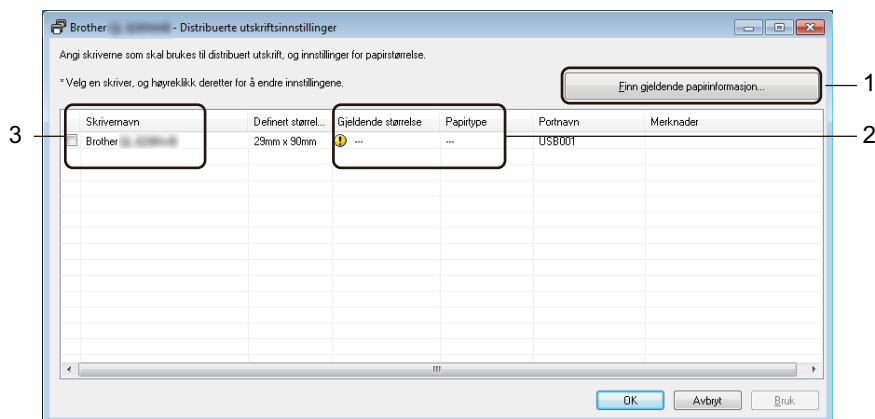 Brother - Distribuerte utskriftsinnstillinger
Angi skriverne som skal brukes til distribuert utskrift, og innstillinger for papirstørrelse.
* Velg en skriver, og høyreklikk deretter for å endre innstillingene.
Finn gjeldende papirinformasjon...
1
Skrivernavn Definert størrel... Gjeldende størrelse Papirtype Portnavn Merknader
3
2
Brother 29mm x 90mm --- --- USB001
OK Avbryt Bruk